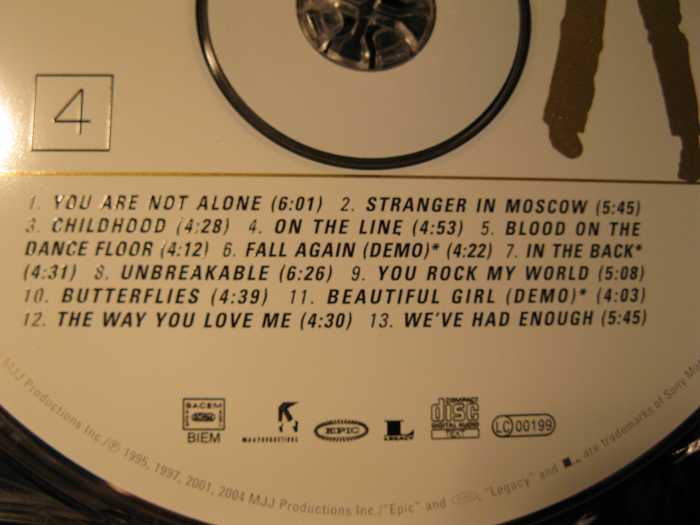 4
1. YOU ARE NOT ALONE (6:01) 2. STRANGER IN MOSCOW (5:45)
3. CHILDHOOD (4:28) 4. ON THE LINE (4:53) 5. BLOOD ON THE
DANCE FLOOR (4:12) 6. FALL AGAIN (DEMO)* (4:22) 7. IN THE BACK*
(4:31) 8. UNBREAKABLE (6:26) 9. YOU ROCK MY WORLD (5:08)
10. BUTTERFLIES (4:39) 11. BEAUTIFUL GIRL (DEMO)* (4:03)
12. THE WAY YOU LOVE ME (4:30) 13. WE'VE HAD ENOUGH (5:45)
SACEM
BIEM
MJJ PRODUCTIONS
EPIC
L
LEGACY
COMPACT
disc
DIGITAL AUDIO
TEXT
LC 00199
MJJ Productions Inc./℗ 1995, 1997, 2001, 2004 MJJ Productions Inc./"Epic" and EPIC, "Legacy" and L are trademarks of Sony